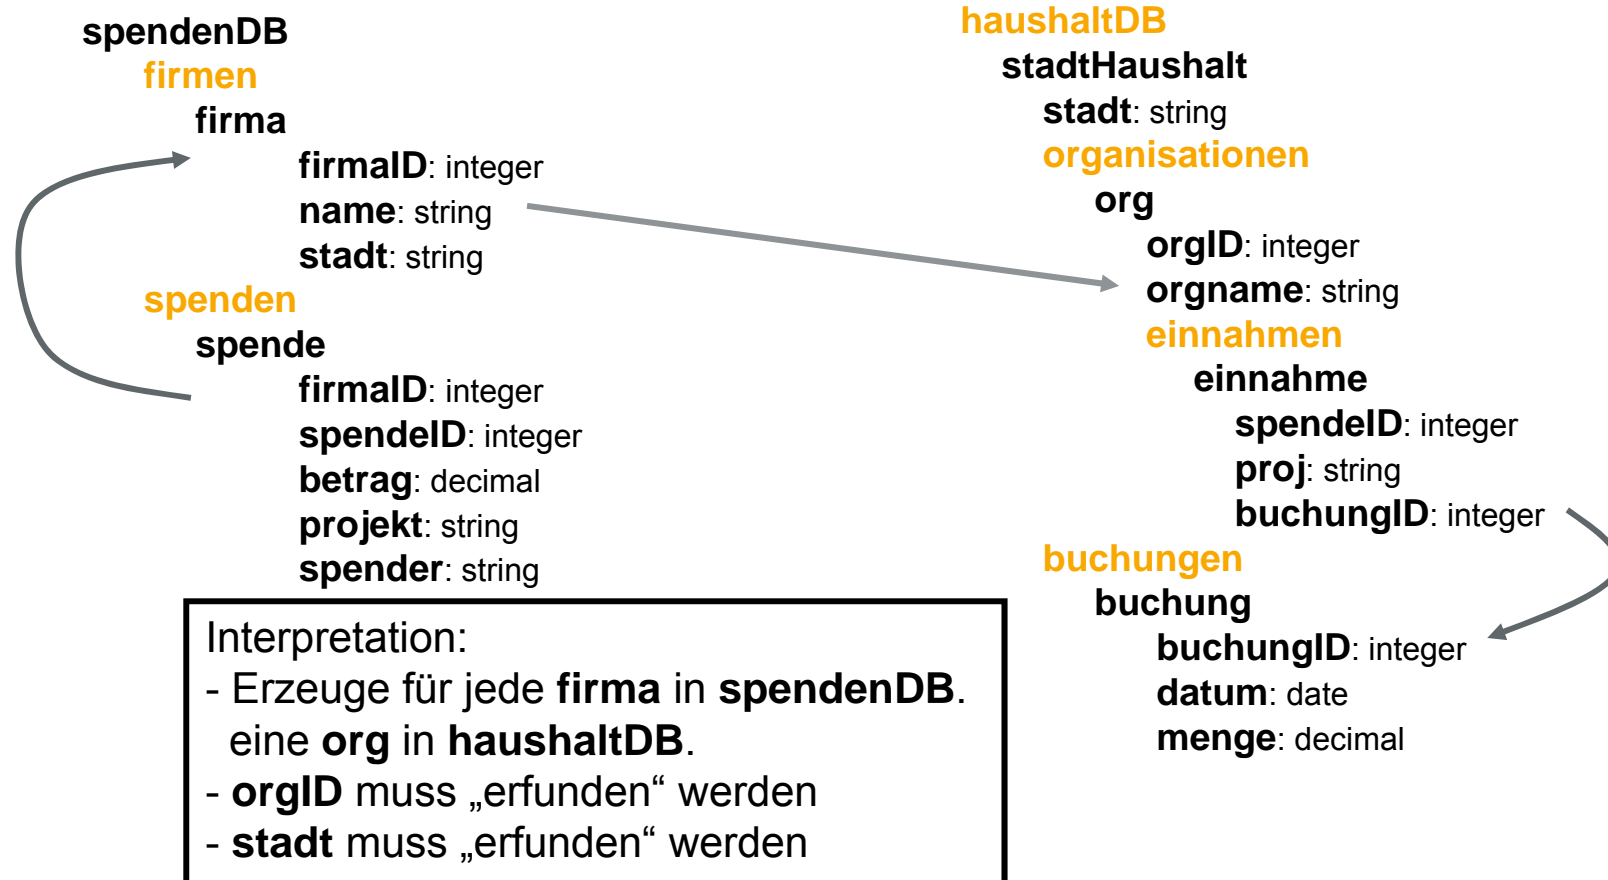 spendenDB
firmen
firma
firmaID: integer
name: string
stadt: string
spenden
spende
firmaID: integer
spendeID: integer
betrag: decimal
projekt: string
spender: string
haushaltDB
stadtHaushalt
stadt: string
organisationen
org
orgID: integer
orgname: string
einnahmen
einnahme
spendeID: integer
proj: string
buchungID: integer
buchungen
buchung
buchungID: integer
datum: date
menge: decimal
Interpretation:
- Erzeuge für jede firma in spendenDB.
eine org in haushaltDB.
- orgID muss „erfunden“ werden
- stadt muss „erfunden“ werden